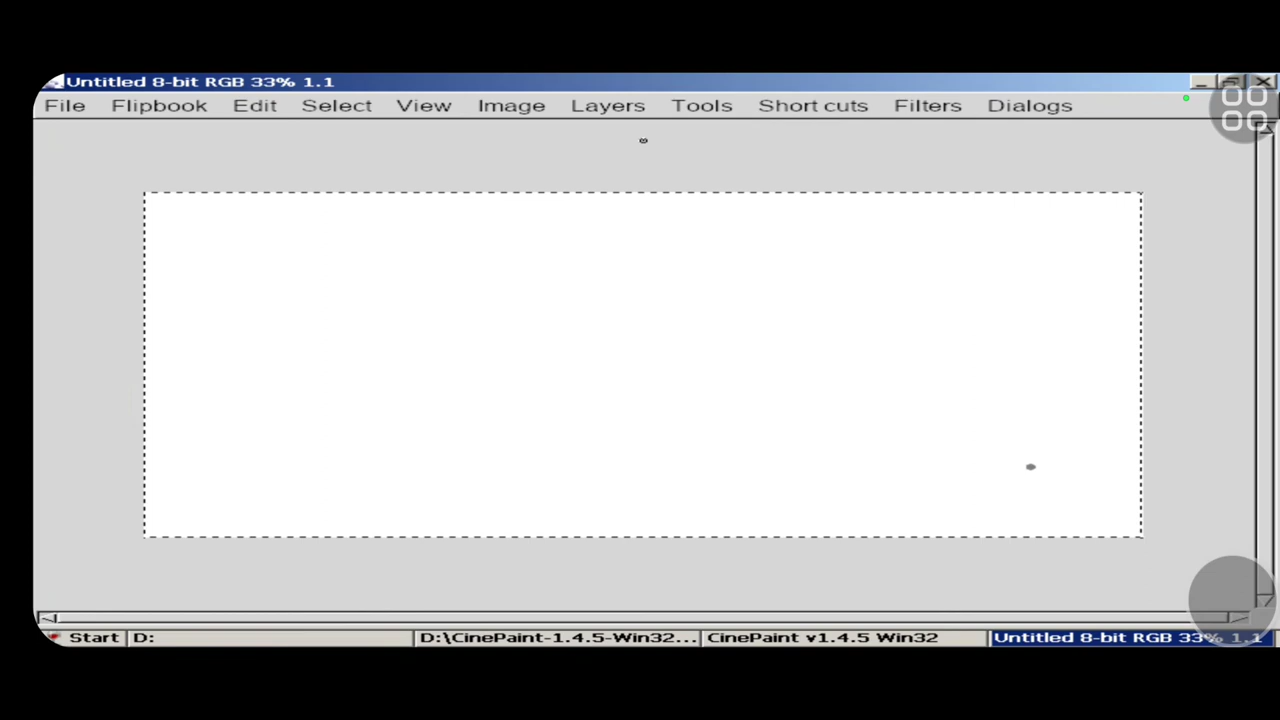 Untitled 8-bit RGB 33% 1.1
File Flipbook Edit Select View Image Layers Tools Short cuts Filters Dialogs
Start D: D:\CinePaint-1.4.5-Win32... CinePaint v1.4.5 Win32 Untitled 8-bit RGB 33% 1.1